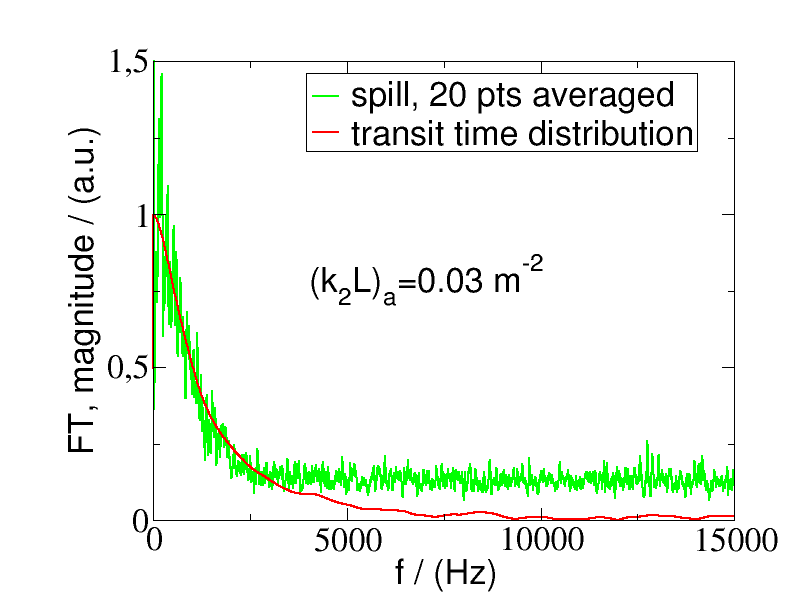 1,5
spill, 20 pts averaged
transit time distribution
1
(k₂L)ₐ=0.03 m⁻²
0,5
0
FT, magnitude / (a.u.)
0 5000 10000 15000
f / (Hz)